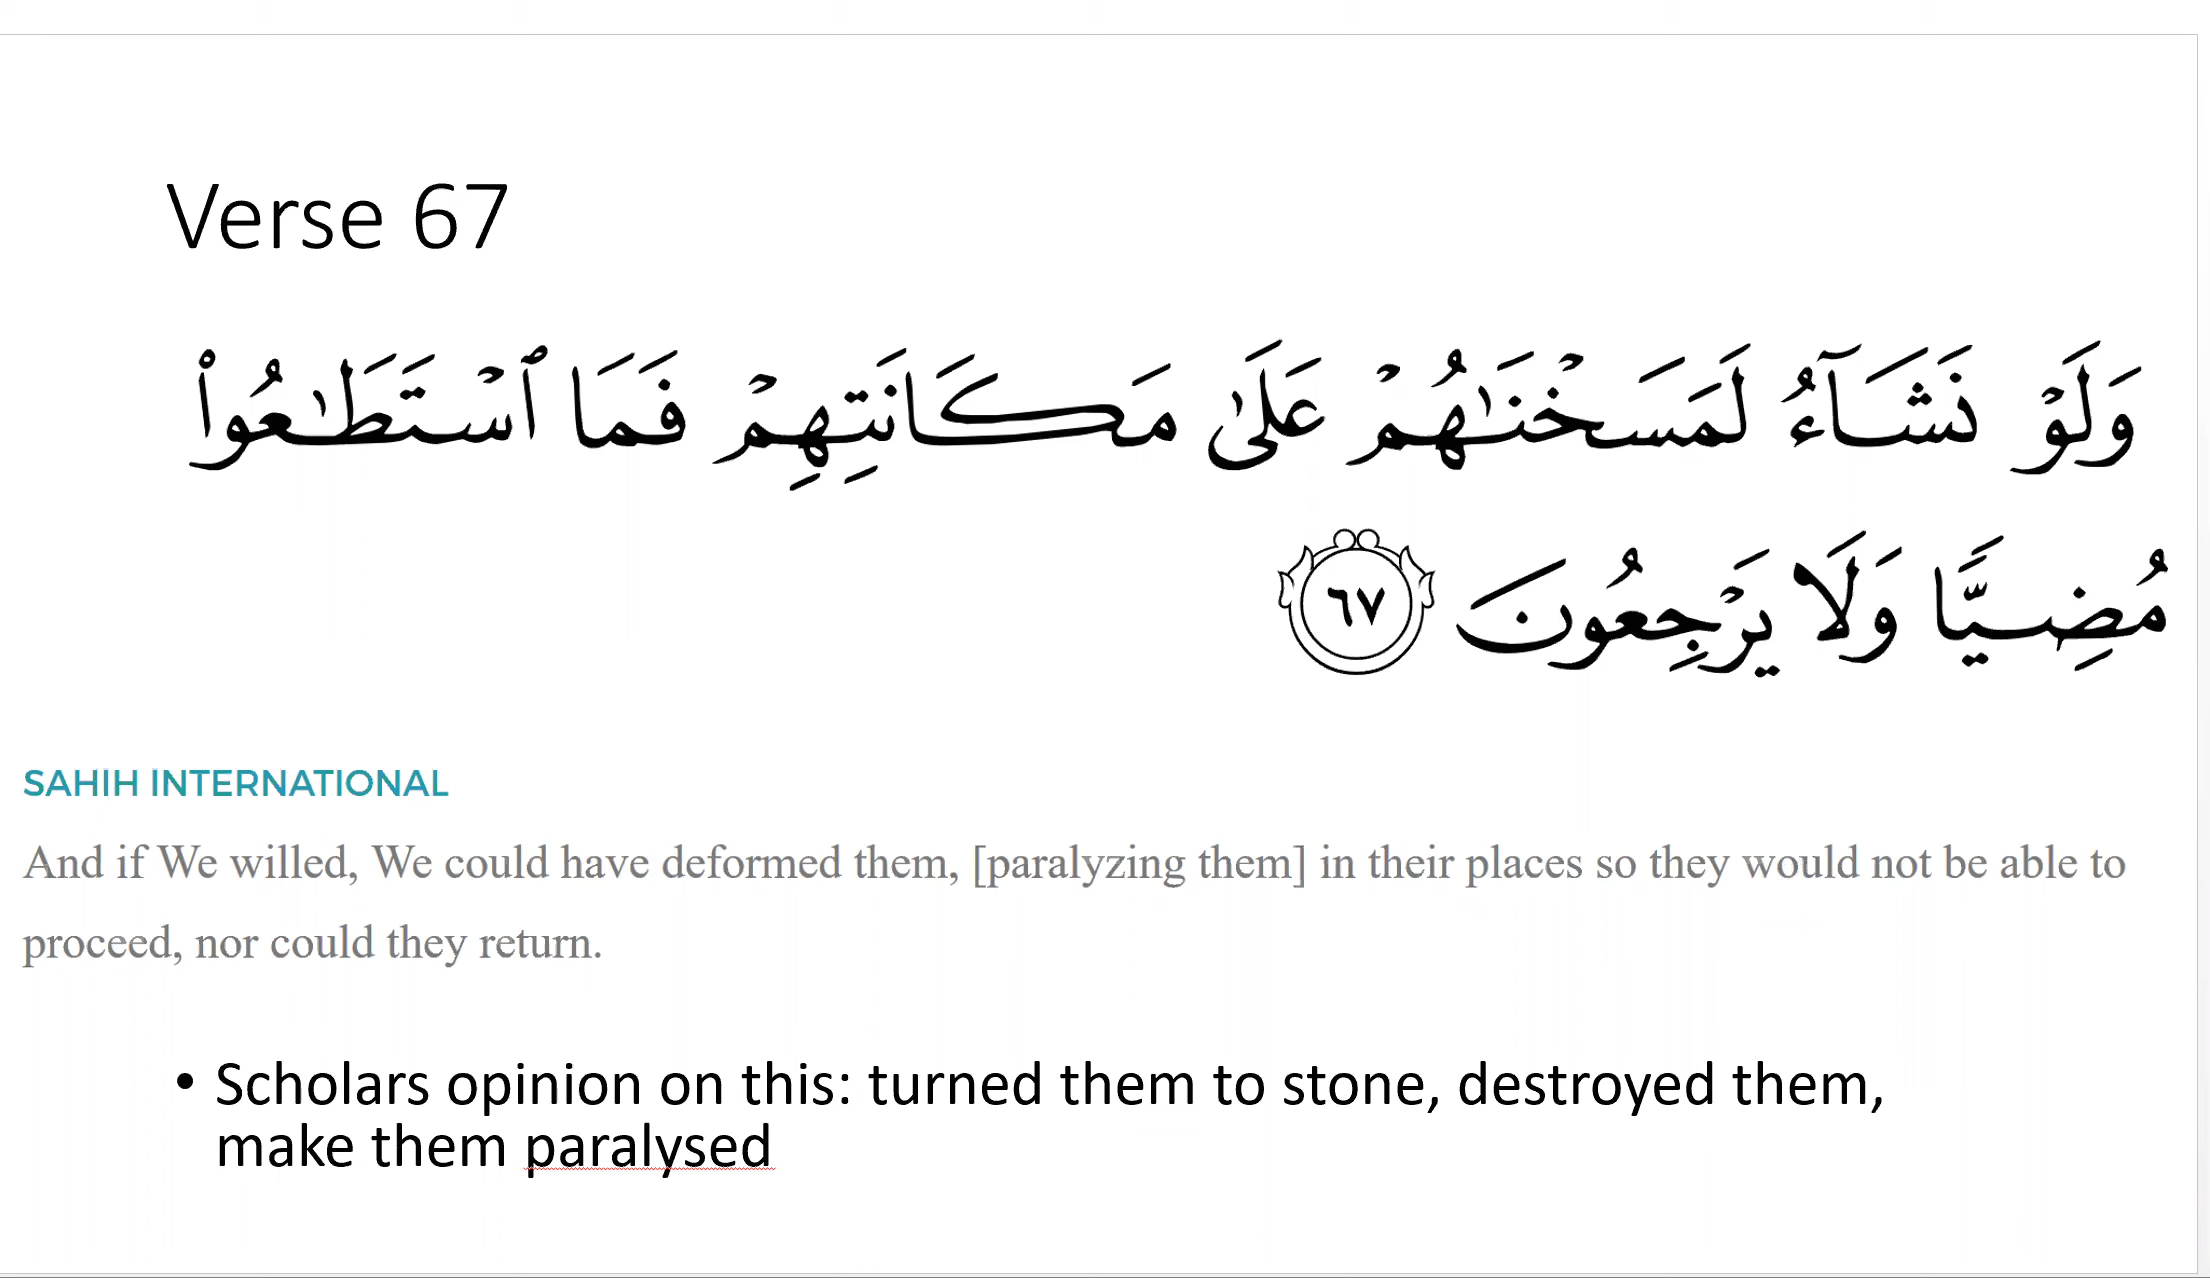 Verse 67
وَلَوْ نَشَآءُ لَمَسَخْنَٰهُمْ عَلَىٰ مَكَانَتِهِمْ فَمَا ٱسْتَطَٰعُوا۟
مُضِيًّا وَلَا يَرْجِعُونَ ٦٧
SAHIH INTERNATIONAL
And if We willed, We could have deformed them, [paralyzing them] in their places so they would not be able to
proceed, nor could they return.
• Scholars opinion on this: turned them to stone, destroyed them,
make them paralysed